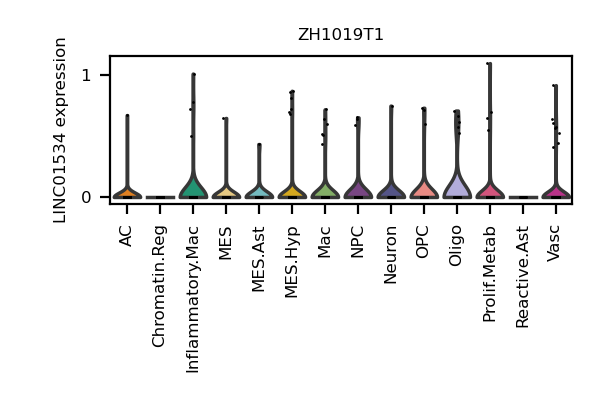 ZH1019T1
LINC01534 expression
1
0
AC
Chromatin.Reg
Inflammatory.Mac
MES
MES.Ast
MES.Hyp
Mac
NPC
Neuron
OPC
Oligo
Prolif.Metab
Reactive.Ast
Vasc